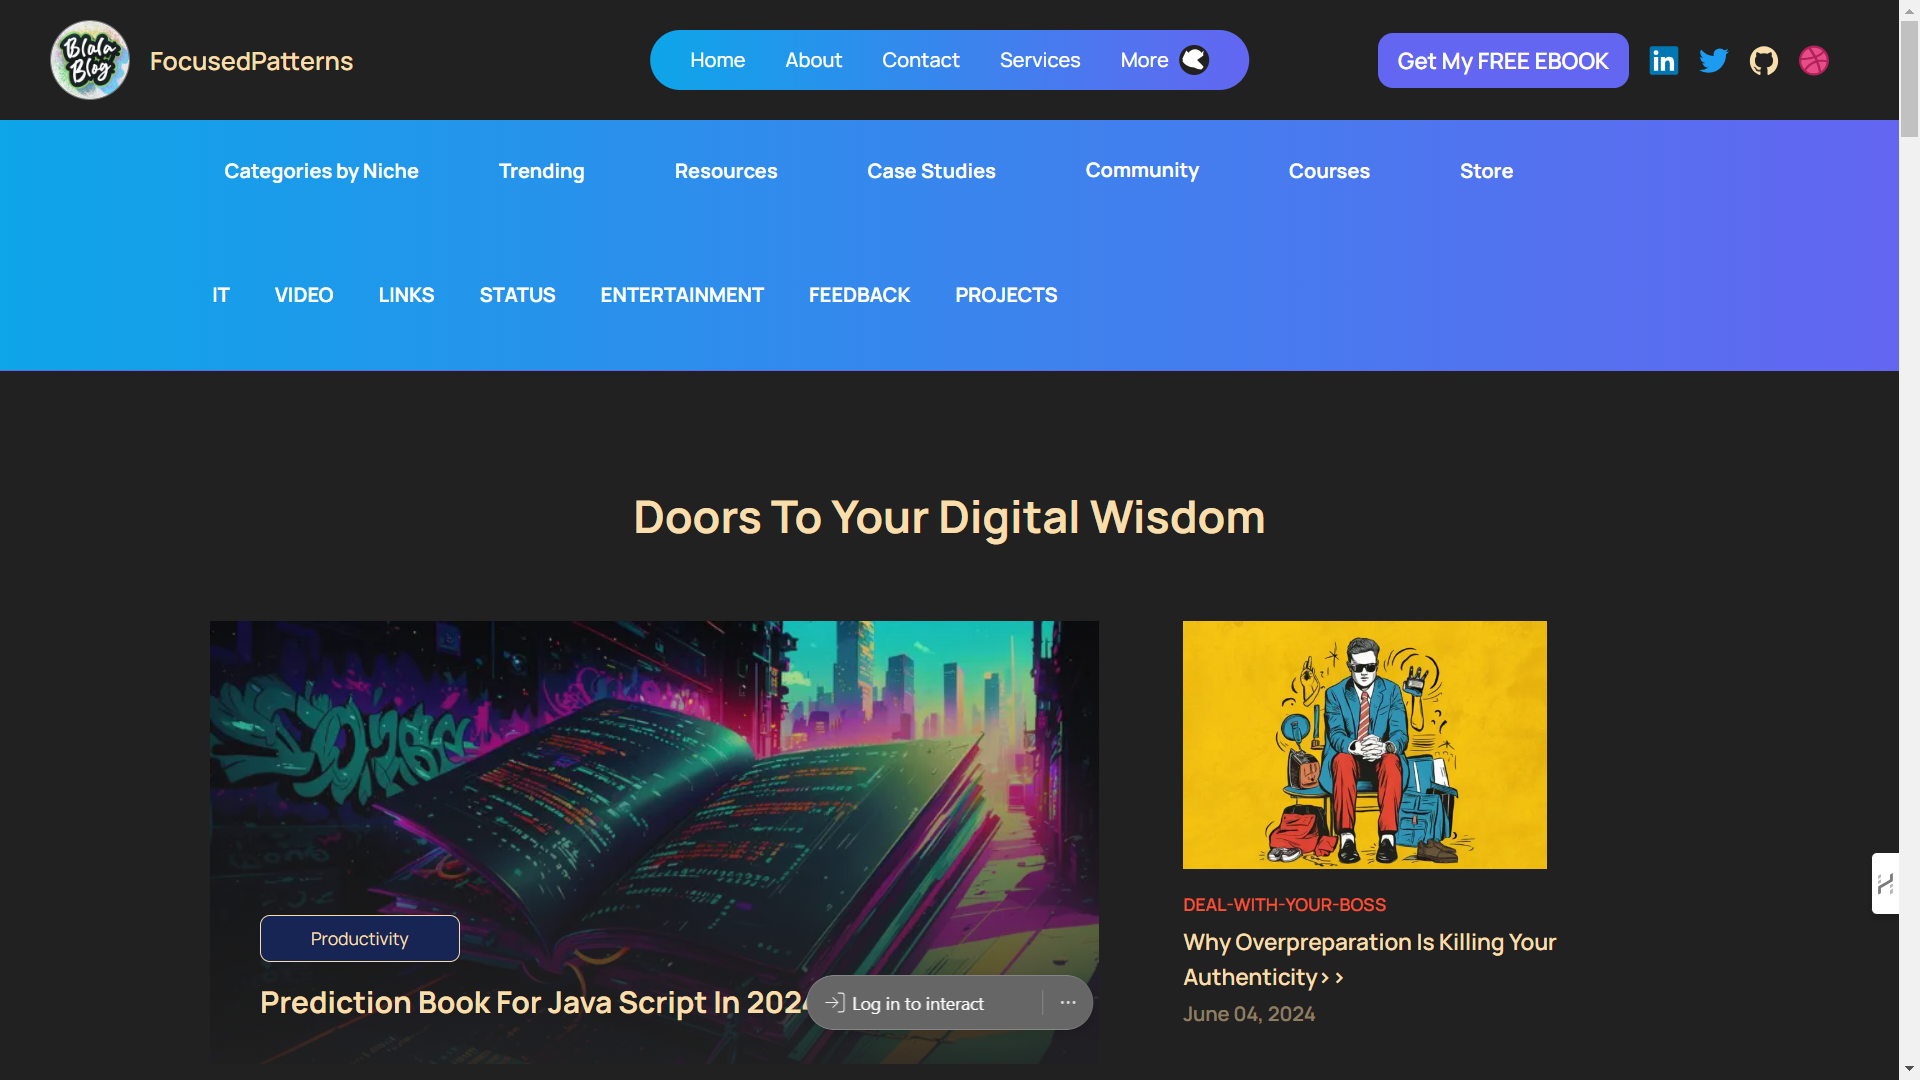 Blala
Blog
FocusedPatterns
Home
About
Contact
Services
More
Get My FREE EBOOK
Categories by Niche
Trending
Resources
Case Studies
Community
Courses
Store
IT
VIDEO
LINKS
STATUS
ENTERTAINMENT
FEEDBACK
PROJECTS
Doors To Your Digital Wisdom
Productivity
Prediction Book For Java Script In 2024
Log in to interact
DEAL-WITH-YOUR-BOSS
Why Overpreparation Is Killing Your
Authenticity>>
June 04, 2024